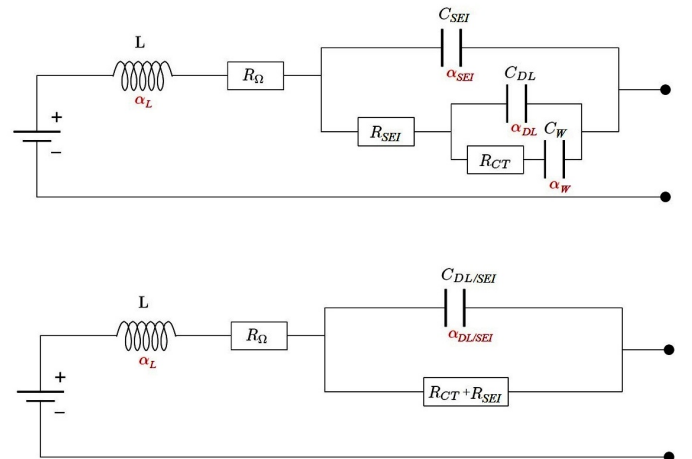 C_SEI
L
R_Ω
α_SEI
C_DL
α_L
+
−
R_SEI
α_DL C_W
R_CT
α_W
C_DL/SEI
L
R_Ω
α_DL/SEI
α_L
+
−
R_CT+R_SEI